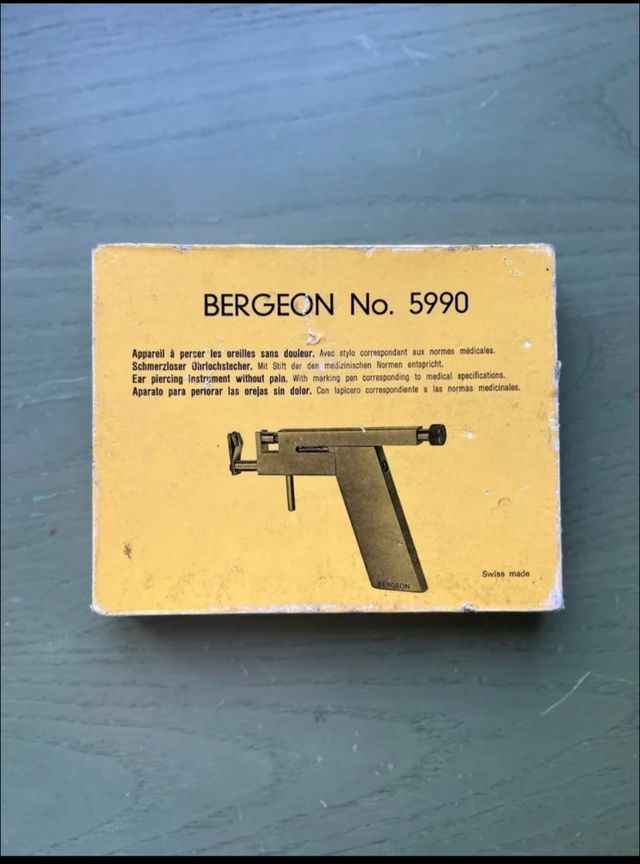 BERGEON No. 5990
Appareil à percer les oreilles sans douleur. Avec stylo correspondant aux normes médicales.
Schmerzloser Ohrlochstecher. Mit Stift der den medizinischen Normen entspricht.
Ear piercing instrument without pain. With marking pen corresponding to medical specifications.
Aparato para perforar las orejas sin dolor. Con lapicero correspondiente a las normas medicinales.
Swiss made
BERGEON